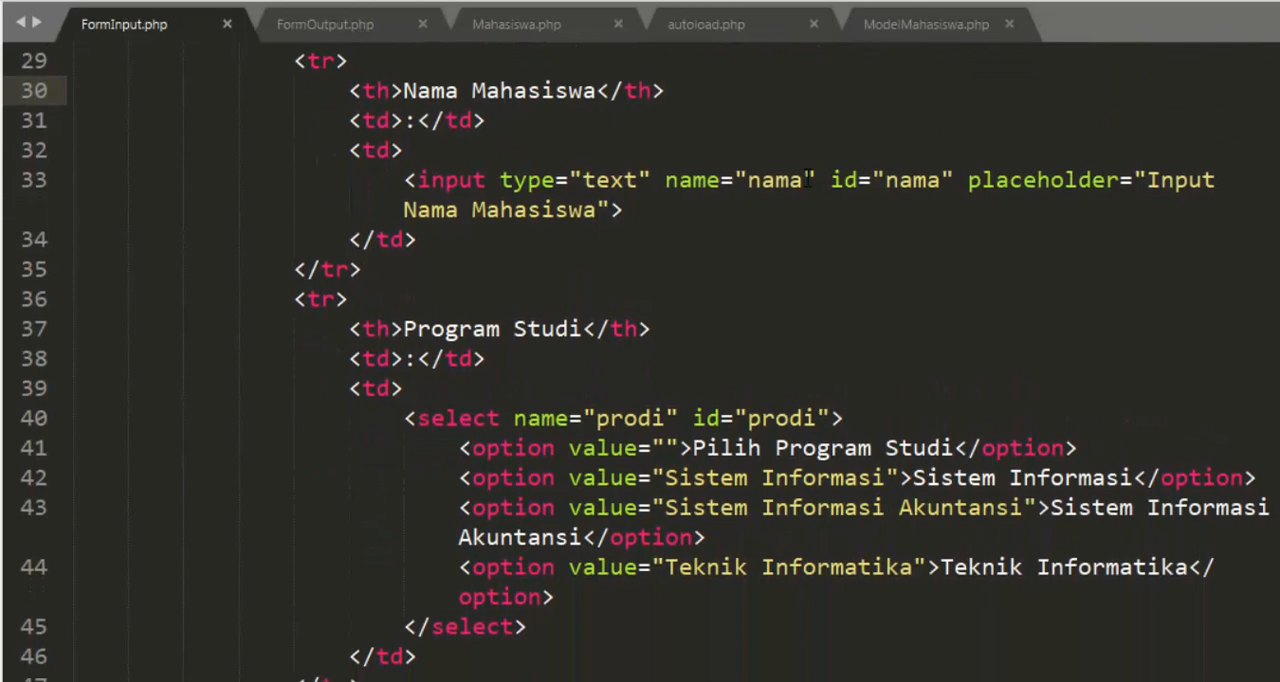 FormInput.php × FormOutput.php × Mahasiswa.php × autoload.php × ModelMahasiswa.php ×
29 <tr>
30 <th>Nama Mahasiswa</th>
31 <td>:</td>
32 <td>
33 <input type="text" name="nama" id="nama" placeholder="Input
Nama Mahasiswa">
34 </td>
35 </tr>
36 <tr>
37 <th>Program Studi</th>
38 <td>:</td>
39 <td>
40 <select name="prodi" id="prodi">
41 <option value="">Pilih Program Studi</option>
42 <option value="Sistem Informasi">Sistem Informasi</option>
43 <option value="Sistem Informasi Akuntansi">Sistem Informasi
Akuntansi</option>
44 <option value="Teknik Informatika">Teknik Informatika</
option>
45 </select>
46 </td>